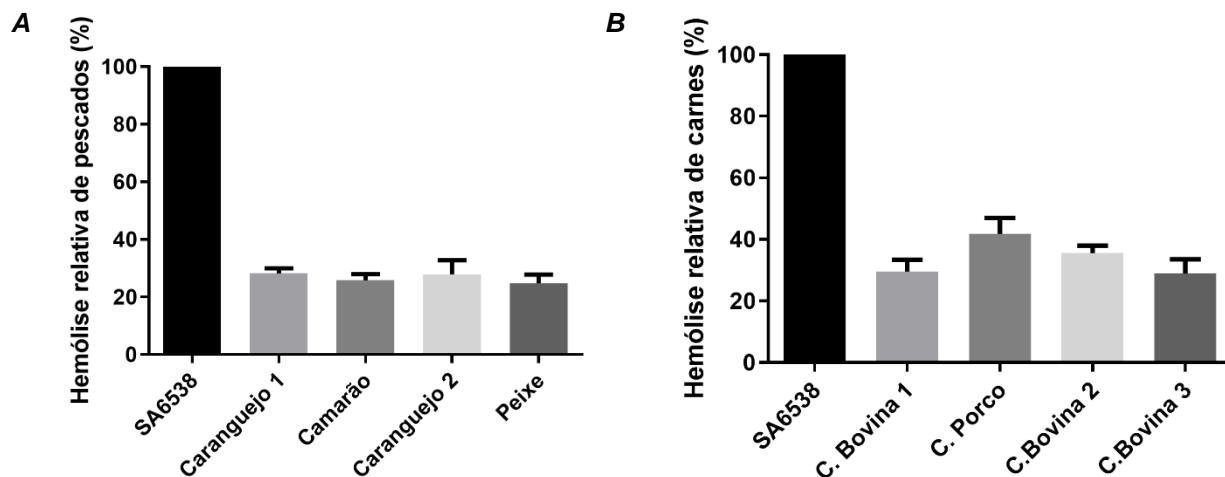 A
Hemólise relativa de pescados (%)
100
80
60
40
20
0
SA6538
Caranguejo 1
Camarão
Caranguejo 2
Peixe
B
Hemólise relativa de carnes (%)
100
80
60
40
20
0
SA6538
C. Bovina 1
C. Porco
C.Bovina 2
C.Bovina 3